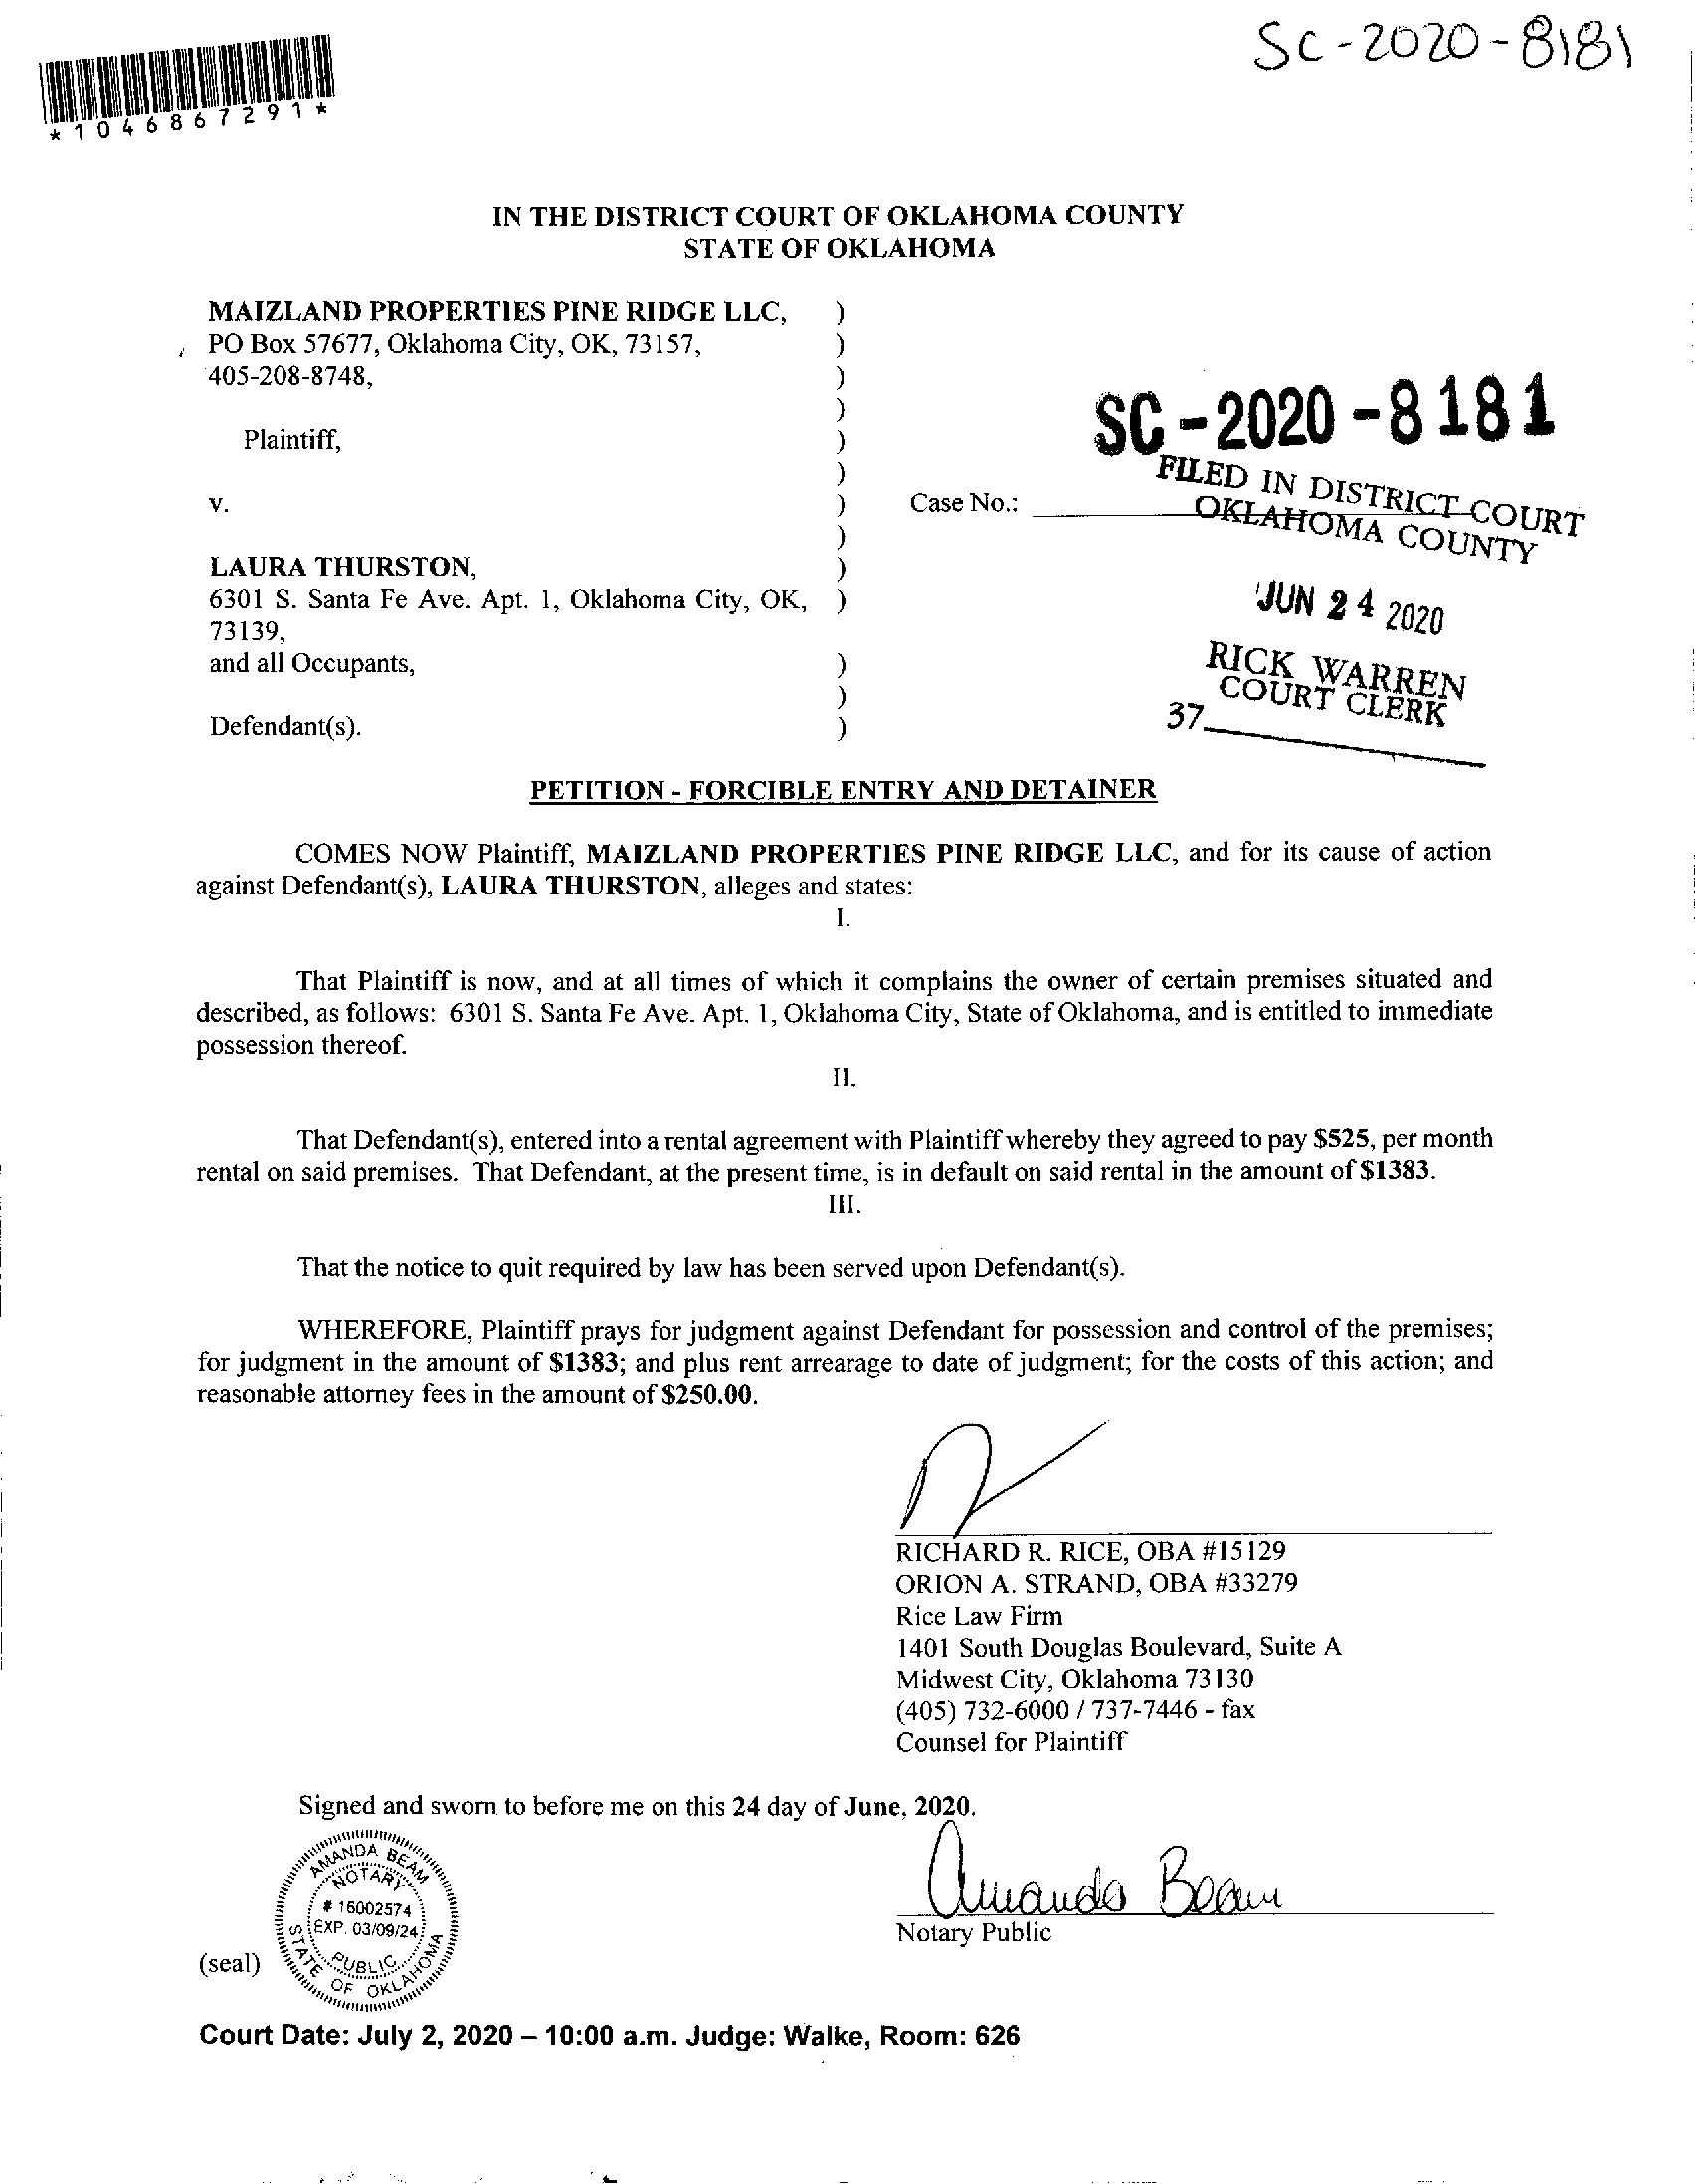 SC-2020-8181
*1046867291*
IN THE DISTRICT COURT OF OKLAHOMA COUNTY
STATE OF OKLAHOMA
MAIZLAND PROPERTIES PINE RIDGE LLC, )
PO Box 57677, Oklahoma City, OK, 73157, )
405-208-8748, )
)
Plaintiff, )
)
v. ) Case No.:
)
LAURA THURSTON, )
6301 S. Santa Fe Ave. Apt. 1, Oklahoma City, OK, )
73139,
and all Occupants, )
)
Defendant(s). )
SC-2020-8181
FILED IN DISTRICT COURT
OKLAHOMA COUNTY
JUN 24 2020
RICK WARREN
COURT CLERK
37
PETITION - FORCIBLE ENTRY AND DETAINER
COMES NOW Plaintiff, MAIZLAND PROPERTIES PINE RIDGE LLC, and for its cause of action
against Defendant(s), LAURA THURSTON, alleges and states:
I.
That Plaintiff is now, and at all times of which it complains the owner of certain premises situated and
described, as follows: 6301 S. Santa Fe Ave. Apt. 1, Oklahoma City, State of Oklahoma, and is entitled to immediate
possession thereof.
II.
That Defendant(s), entered into a rental agreement with Plaintiff whereby they agreed to pay $525, per month
rental on said premises. That Defendant, at the present time, is in default on said rental in the amount of $1383.
III.
That the notice to quit required by law has been served upon Defendant(s).
WHEREFORE, Plaintiff prays for judgment against Defendant for possession and control of the premises;
for judgment in the amount of $1383; and plus rent arrearage to date of judgment; for the costs of this action; and
reasonable attorney fees in the amount of $250.00.
RICHARD R. RICE, OBA #15129
ORION A. STRAND, OBA #33279
Rice Law Firm
1401 South Douglas Boulevard, Suite A
Midwest City, Oklahoma 73130
(405) 732-6000 / 737-7446 - fax
Counsel for Plaintiff
Signed and sworn to before me on this 24 day of June, 2020.
Amanda Beam
Notary Public
AMANDA BEAM
NOTARY
# 16002574
EXP. 03/09/24
PUBLIC
STATE OF OKLAHOMA
(seal)
Court Date: July 2, 2020 – 10:00 a.m. Judge: Walke, Room: 626